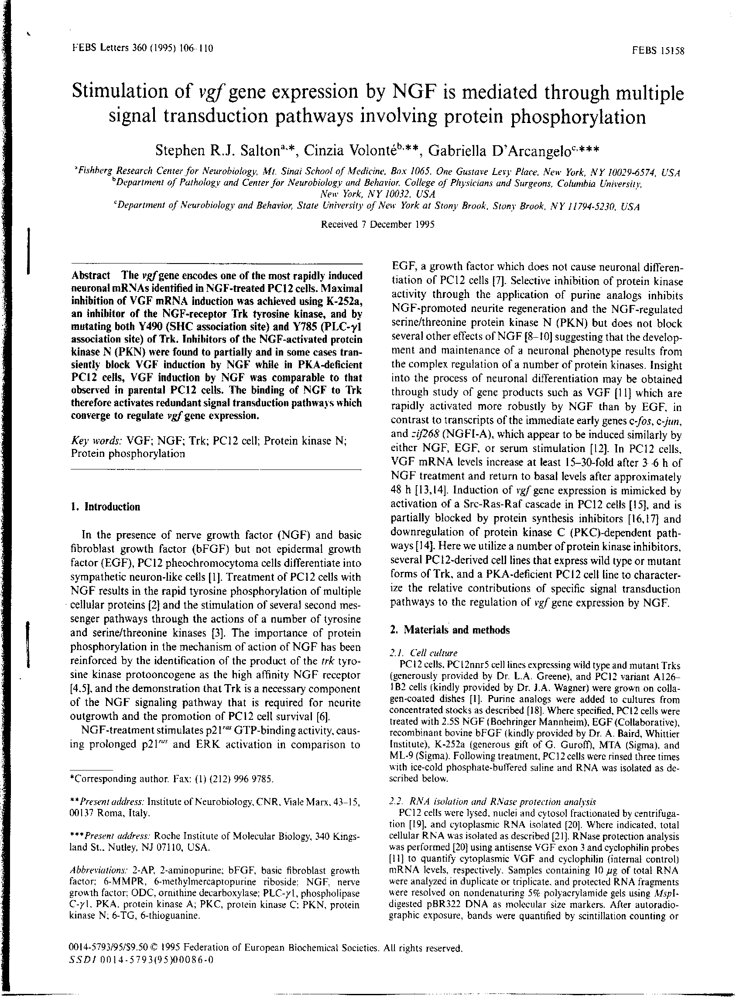 FEBS Letters 360 (1995) 106-110
FEBS 15158
Stimulation of vgf gene expression by NGF is mediated through multiple
signal transduction pathways involving protein phosphorylation
Stephen R.J. Saltonᵃ,*, Cinzia Volontéᵇ,**, Gabriella D'Arcangeloᶜ,***
ᵃFishberg Research Center for Neurobiology, Mt. Sinai School of Medicine, Box 1065, One Gustave Levy Place, New York, NY 10029-6574, USA
ᵇDepartment of Pathology and Center for Neurobiology and Behavior, College of Physicians and Surgeons, Columbia University,
New York, NY 10032, USA
ᶜDepartment of Neurobiology and Behavior, State University of New York at Stony Brook, Stony Brook, NY 11794-5230, USA
Received 7 December 1995
Abstract The vgf gene encodes one of the most rapidly induced
neuronal mRNAs identified in NGF-treated PC12 cells. Maximal
inhibition of VGF mRNA induction was achieved using K-252a,
an inhibitor of the NGF-receptor Trk tyrosine kinase, and by
mutating both Y490 (SHC association site) and Y785 (PLC-γ1
association site) of Trk. Inhibitors of the NGF-activated protein
kinase N (PKN) were found to partially and in some cases tran-
siently block VGF induction by NGF while in PKA-deficient
PC12 cells, VGF induction by NGF was comparable to that
observed in parental PC12 cells. The binding of NGF to Trk
therefore activates redundant signal transduction pathways which
converge to regulate vgf gene expression.
Key words: VGF; NGF; Trk; PC12 cell; Protein kinase N;
Protein phosphorylation
1. Introduction
In the presence of nerve growth factor (NGF) and basic
fibroblast growth factor (bFGF) but not epidermal growth
factor (EGF), PC12 pheochromocytoma cells differentiate into
sympathetic neuron-like cells [1]. Treatment of PC12 cells with
NGF results in the rapid tyrosine phosphorylation of multiple
cellular proteins [2] and the stimulation of several second mes-
senger pathways through the actions of a number of tyrosine
and serine/threonine kinases [3]. The importance of protein
phosphorylation in the mechanism of action of NGF has been
reinforced by the identification of the product of the trk tyro-
sine kinase protooncogene as the high affinity NGF receptor
[4,5], and the demonstration that Trk is a necessary component
of the NGF signaling pathway that is required for neurite
outgrowth and the promotion of PC12 cell survival [6].
NGF-treatment stimulates p21ʳᵃˢ GTP-binding activity, caus-
ing prolonged p21ʳᵃˢ and ERK activation in comparison to
*Corresponding author. Fax: (1) (212) 996 9785.
**Present address: Institute of Neurobiology, CNR, Viale Marx, 43-15,
00137 Roma, Italy.
***Present address: Roche Institute of Molecular Biology, 340 Kings-
land St., Nutley, NJ 07110, USA.
Abbreviations: 2-AP, 2-aminopurine; bFGF, basic fibroblast growth
factor; 6-MMPR, 6-methylmercaptopurine riboside; NGF, nerve
growth factor; ODC, ornithine decarboxylase; PLC-γ1, phospholipase
C-γ1, PKA, protein kinase A; PKC, protein kinase C; PKN, protein
kinase N; 6-TG, 6-thioguanine.
EGF, a growth factor which does not cause neuronal differen-
tiation of PC12 cells [7]. Selective inhibition of protein kinase
activity through the application of purine analogs inhibits
NGF-promoted neurite regeneration and the NGF-regulated
serine/threonine protein kinase N (PKN) but does not block
several other effects of NGF [8-10] suggesting that the develop-
ment and maintenance of a neuronal phenotype results from
the complex regulation of a number of protein kinases. Insight
into the process of neuronal differentiation may be obtained
through study of gene products such as VGF [11] which are
rapidly activated more robustly by NGF than by EGF, in
contrast to transcripts of the immediate early genes c-fos, c-jun,
and zif268 (NGFI-A), which appear to be induced similarly by
either NGF, EGF, or serum stimulation [12]. In PC12 cells,
VGF mRNA levels increase at least 15-30-fold after 3-6 h of
NGF treatment and return to basal levels after approximately
48 h [13,14]. Induction of vgf gene expression is mimicked by
activation of a Src-Ras-Raf cascade in PC12 cells [15], and is
partially blocked by protein synthesis inhibitors [16,17] and
downregulation of protein kinase C (PKC)-dependent path-
ways [14]. Here we utilize a number of protein kinase inhibitors,
several PC12-derived cell lines that express wild type or mutant
forms of Trk, and a PKA-deficient PC12 cell line to character-
ize the relative contributions of specific signal transduction
pathways to the regulation of vgf gene expression by NGF.
2. Materials and methods
2.1. Cell culture
PC12 cells, PC12nnr5 cell lines expressing wild type and mutant Trks
(generously provided by Dr. L.A. Greene), and PC12 variant A126-
1B2 cells (kindly provided by Dr. J.A. Wagner) were grown on colla-
gen-coated dishes [1]. Purine analogs were added to cultures from
concentrated stocks as described [18]. Where specified, PC12 cells were
treated with 2.5S NGF (Boehringer Mannheim), EGF (Collaborative),
recombinant bovine bFGF (kindly provided by Dr. A. Baird, Whittier
Institute), K-252a (generous gift of G. Guroff), MTA (Sigma), and
ML-9 (Sigma). Following treatment, PC12 cells were rinsed three times
with ice-cold phosphate-buffered saline and RNA was isolated as de-
scribed below.
2.2. RNA isolation and RNase protection analysis
PC12 cells were lysed, nuclei and cytosol fractionated by centrifuga-
tion [19], and cytoplasmic RNA isolated [20]. Where indicated, total
cellular RNA was isolated as described [21]. RNase protection analysis
was performed [20] using antisense VGF exon 3 and cyclophilin probes
[11] to quantify cytoplasmic VGF and cyclophilin (internal control)
mRNA levels, respectively. Samples containing 10 μg of total RNA
were analyzed in duplicate or triplicate, and protected RNA fragments
were resolved on nondenaturing 5% polyacrylamide gels using MspI-
digested pBR322 DNA as molecular size markers. After autoradio-
graphic exposure, bands were quantified by scintillation counting or
0014-5793/95/$9.50 © 1995 Federation of European Biochemical Societies. All rights reserved.
SSDI 0014-5793(95)00086-0